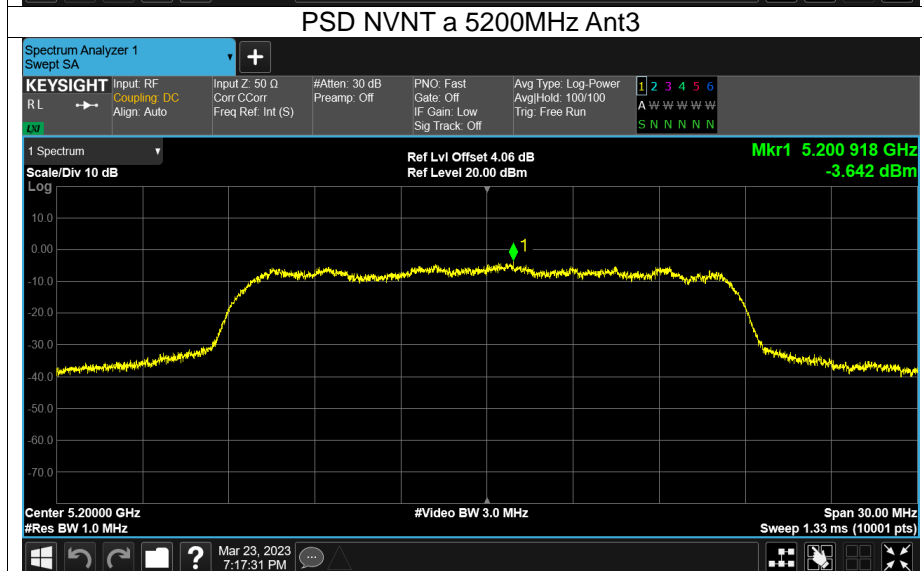 PSD NVNT a 5200MHz Ant3
Spectrum Analyzer 1
Swept SA
+
KEYSIGHT
RL
LXI
Input: RF
Coupling: DC
Align: Auto
Input Z: 50 Ω
Corr CCorr
Freq Ref: Int (S)
#Atten: 30 dB
Preamp: Off
PNO: Fast
Gate: Off
IF Gain: Low
Sig Track: Off
Avg Type: Log-Power
Avg|Hold: 100/100
Trig: Free Run
1 2 3 4 5 6
A W W W W W
S N N N N N
1 Spectrum
Scale/Div 10 dB
Ref Lvl Offset 4.06 dB
Ref Level 20.00 dBm
Mkr1 5.200 918 GHz
-3.642 dBm
Log
10.0
0.00
-10.0
-20.0
-30.0
-40.0
-50.0
-60.0
-70.0
1
Center 5.20000 GHz
#Res BW 1.0 MHz
#Video BW 3.0 MHz
Span 30.00 MHz
Sweep 1.33 ms (10001 pts)
?
Mar 23, 2023
7:17:31 PM